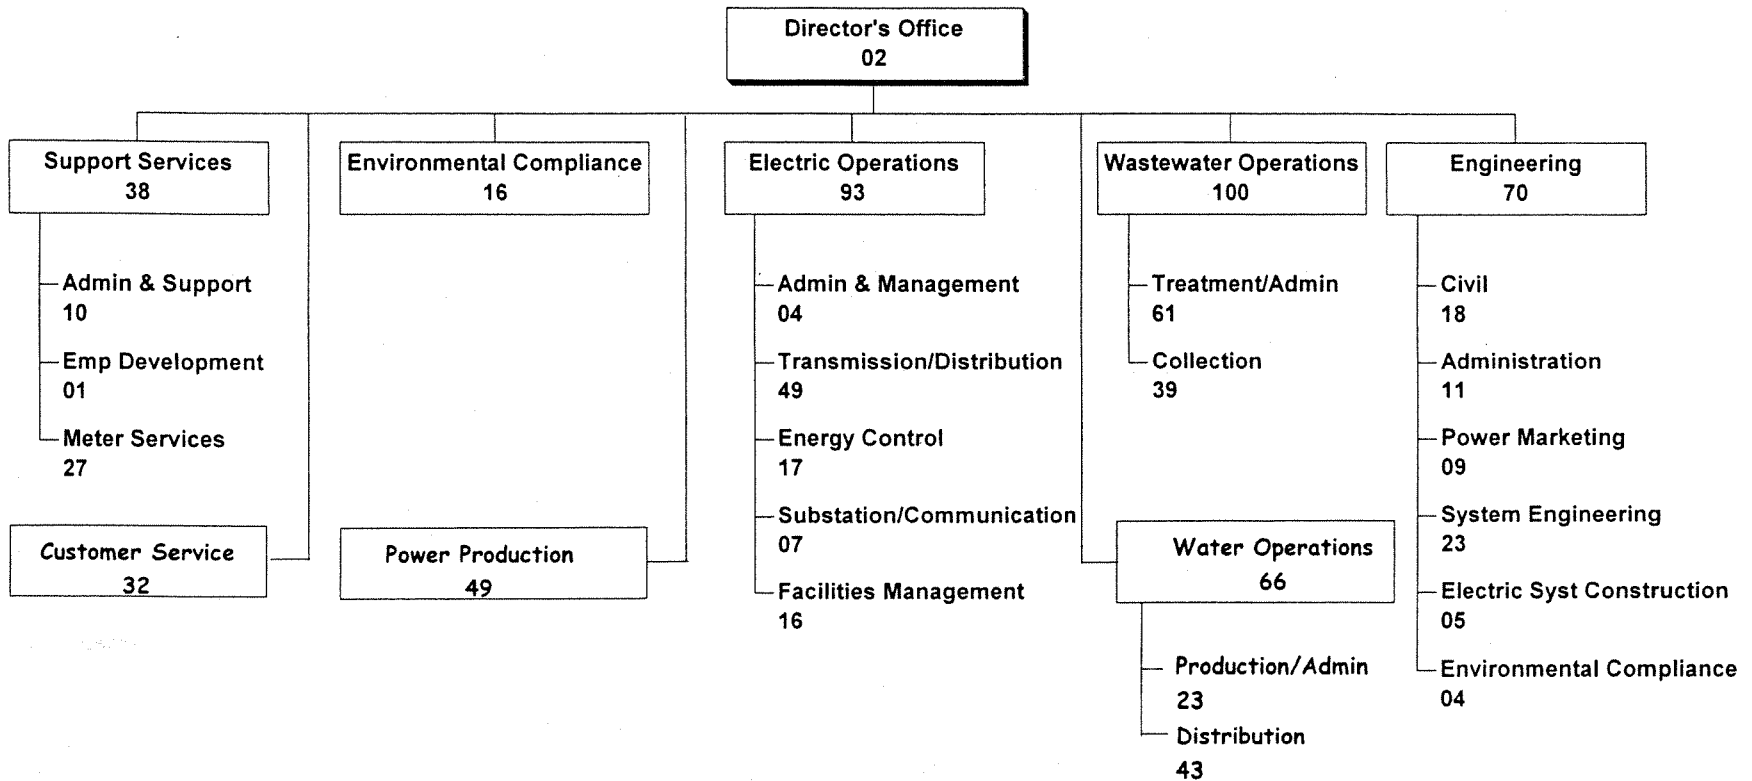 Director's Office
02
Support Services
38
Admin & Support
10
Emp Development
01
Meter Services
27
Customer Service
32
Environmental Compliance
16
Power Production
49
Electric Operations
93
Admin & Management
04
Transmission/Distribution
49
Energy Control
17
Substation/Communication
07
Facilities Management
16
Wastewater Operations
100
Treatment/Admin
61
Collection
39
Water Operations
66
Production/Admin
23
Distribution
43
Engineering
70
Civil
18
Administration
11
Power Marketing
09
System Engineering
23
Electric Syst Construction
05
Environmental Compliance
04